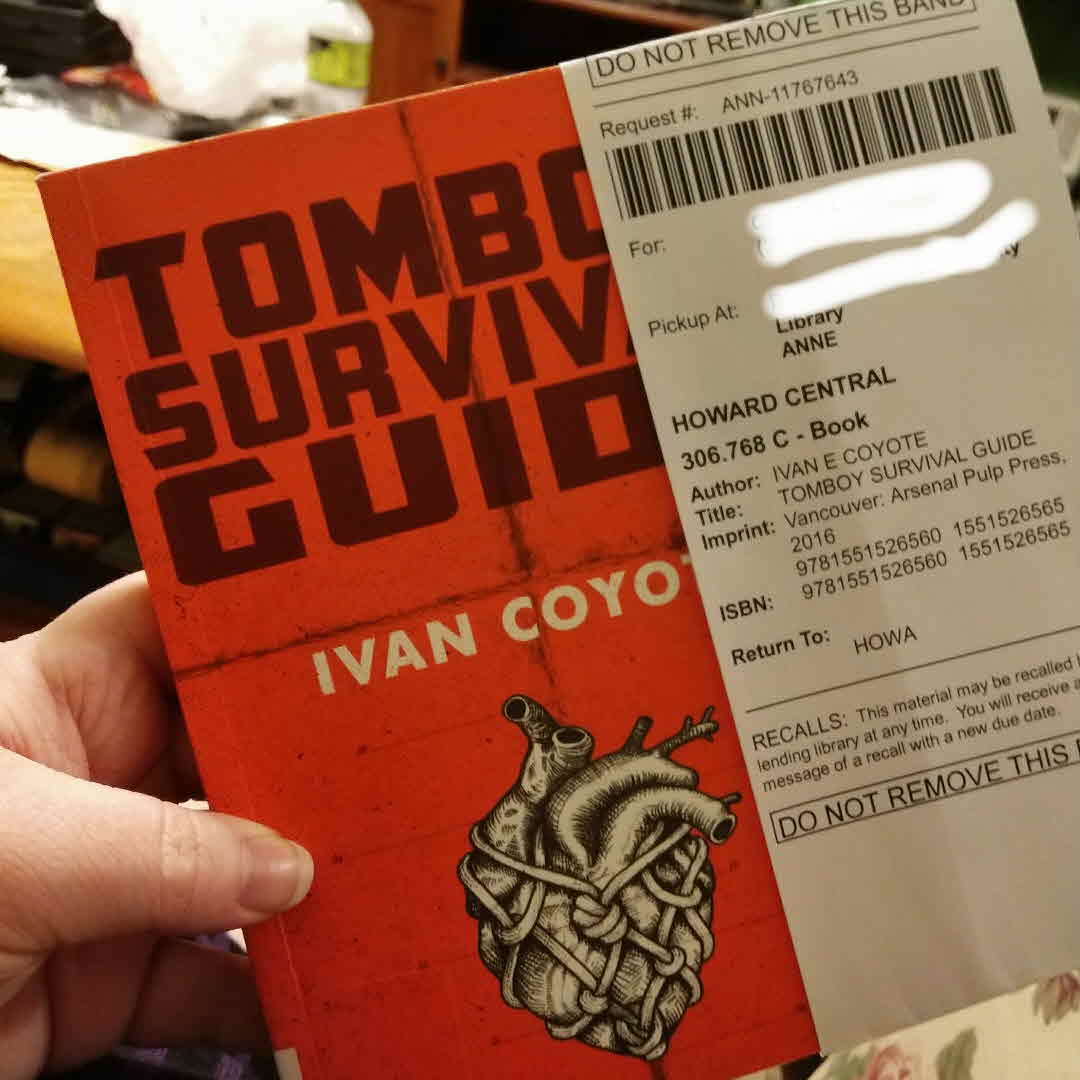 TOMBO
SURVIV
GUID
IVAN COYO
DO NOT REMOVE THIS BAND
Request #: ANN-11767643
For:
Pickup At:
Library
ANNE
HOWARD CENTRAL
306.768 C - Book
Author: IVAN E COYOTE
Title: TOMBOY SURVIVAL GUIDE
Imprint: Vancouver: Arsenal Pulp Press,
2016
9781551526560 1551526565
ISBN: 9781551526560 1551526565
Return To: HOWA
RECALLS: This material may be recalled
lending library at any time. You will receive a
message of a recall with a new due date.
DO NOT REMOVE THIS